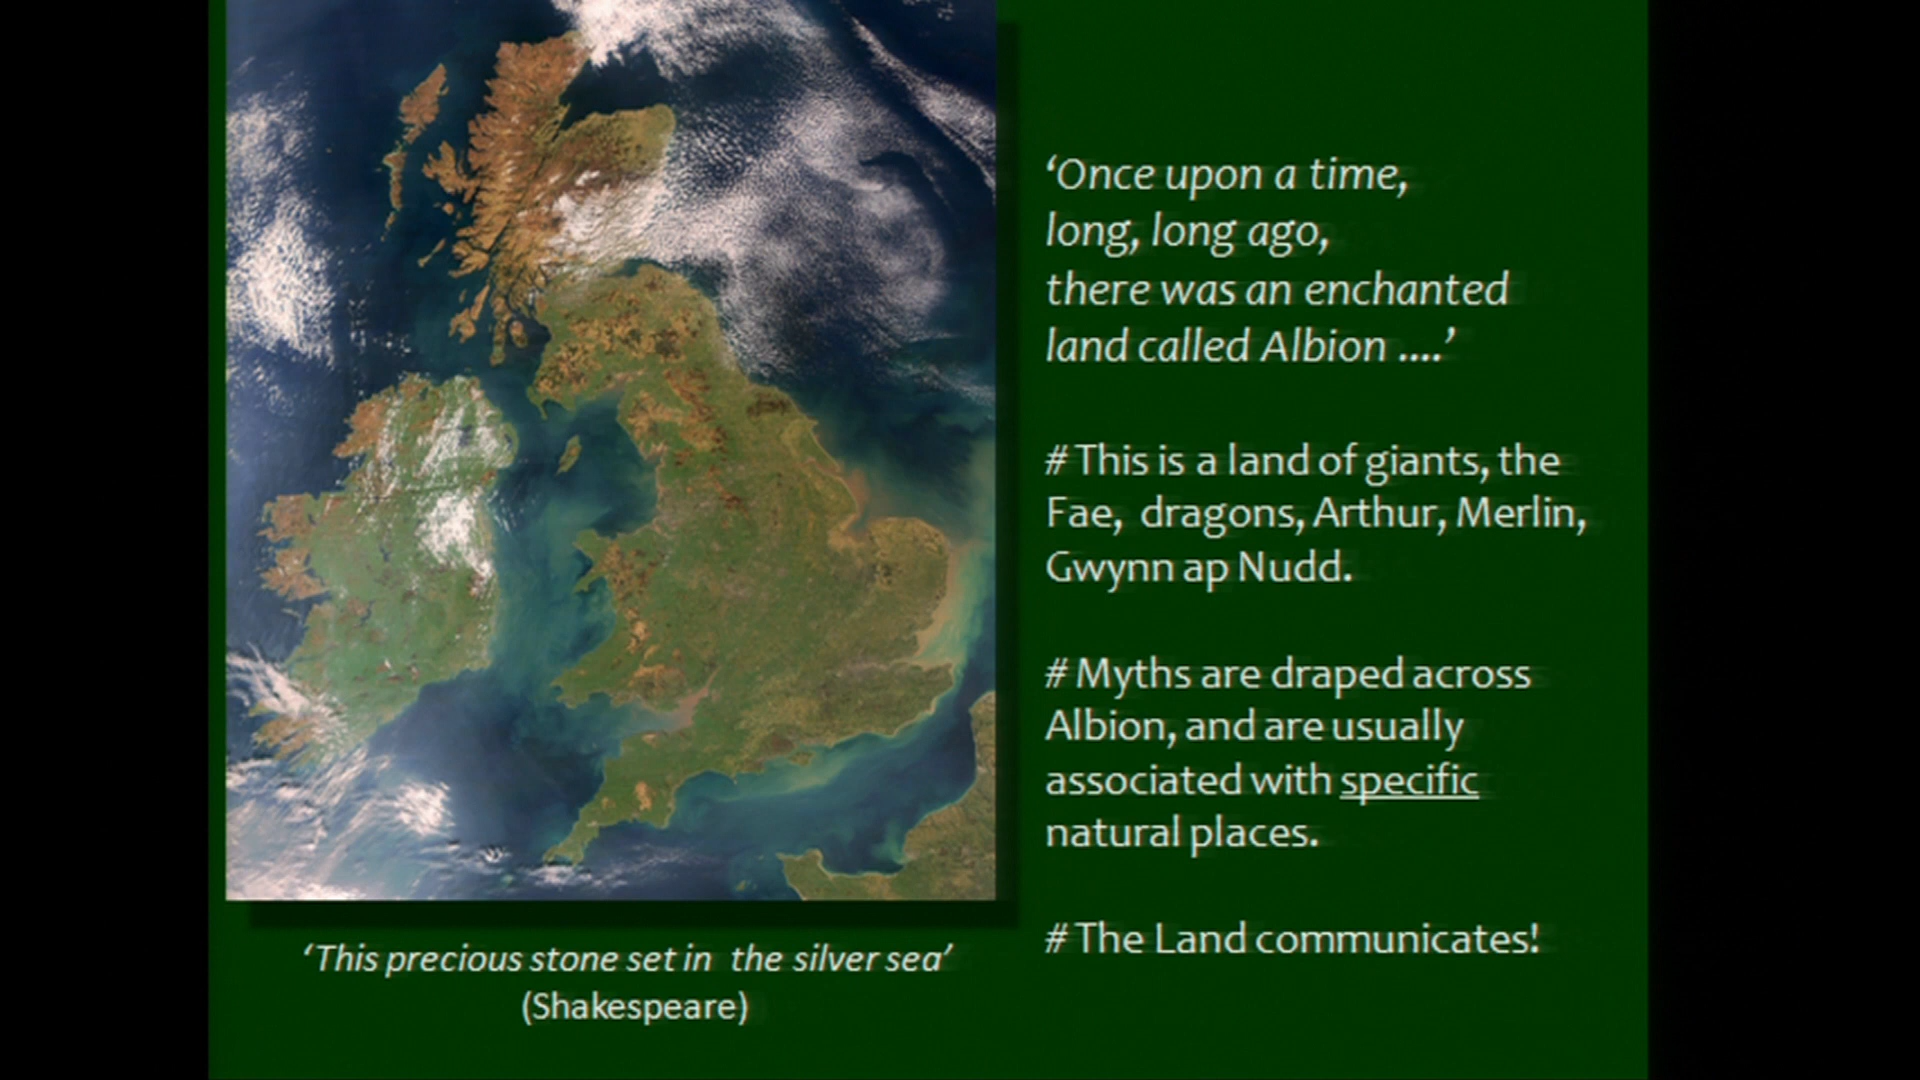 ‘Once upon a time,
long, long ago,
there was an enchanted
land called Albion ....’
# This is a land of giants, the
Fae, dragons, Arthur, Merlin,
Gwynn ap Nudd.
# Myths are draped across
Albion, and are usually
associated with specific
natural places.
# The Land communicates!
‘This precious stone set in the silver sea’
(Shakespeare)